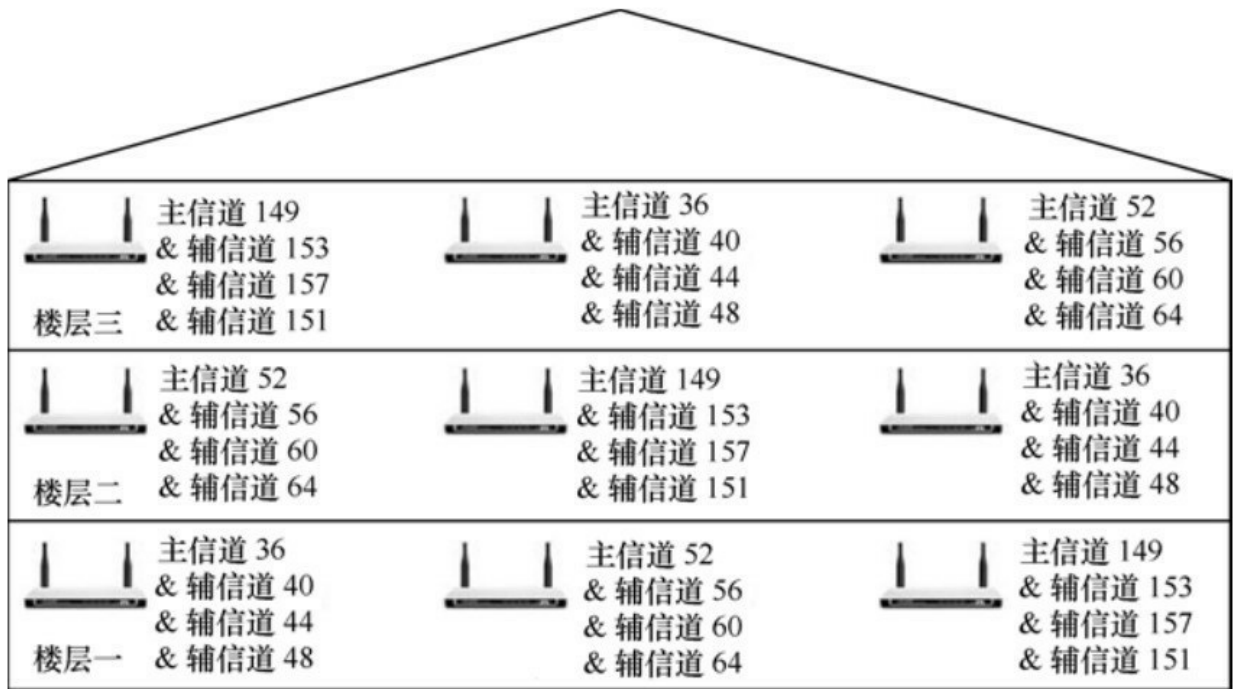 主信道 149
& 辅信道 153
& 辅信道 157
& 辅信道 151
楼层三
主信道 36
& 辅信道 40
& 辅信道 44
& 辅信道 48
主信道 52
& 辅信道 56
& 辅信道 60
& 辅信道 64
主信道 52
& 辅信道 56
& 辅信道 60
& 辅信道 64
楼层二
主信道 149
& 辅信道 153
& 辅信道 157
& 辅信道 151
主信道 36
& 辅信道 40
& 辅信道 44
& 辅信道 48
主信道 36
& 辅信道 40
& 辅信道 44
& 辅信道 48
楼层一
主信道 52
& 辅信道 56
& 辅信道 60
& 辅信道 64
主信道 149
& 辅信道 153
& 辅信道 157
& 辅信道 151